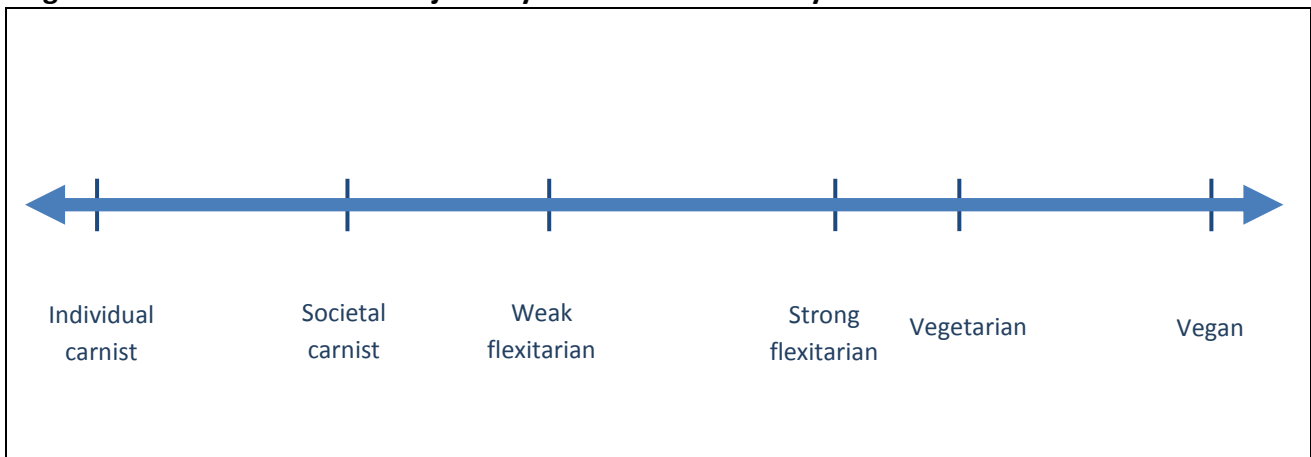 Individual
carnist
Societal
carnist
Weak
flexitarian
Strong
flexitarian
Vegetarian
Vegan